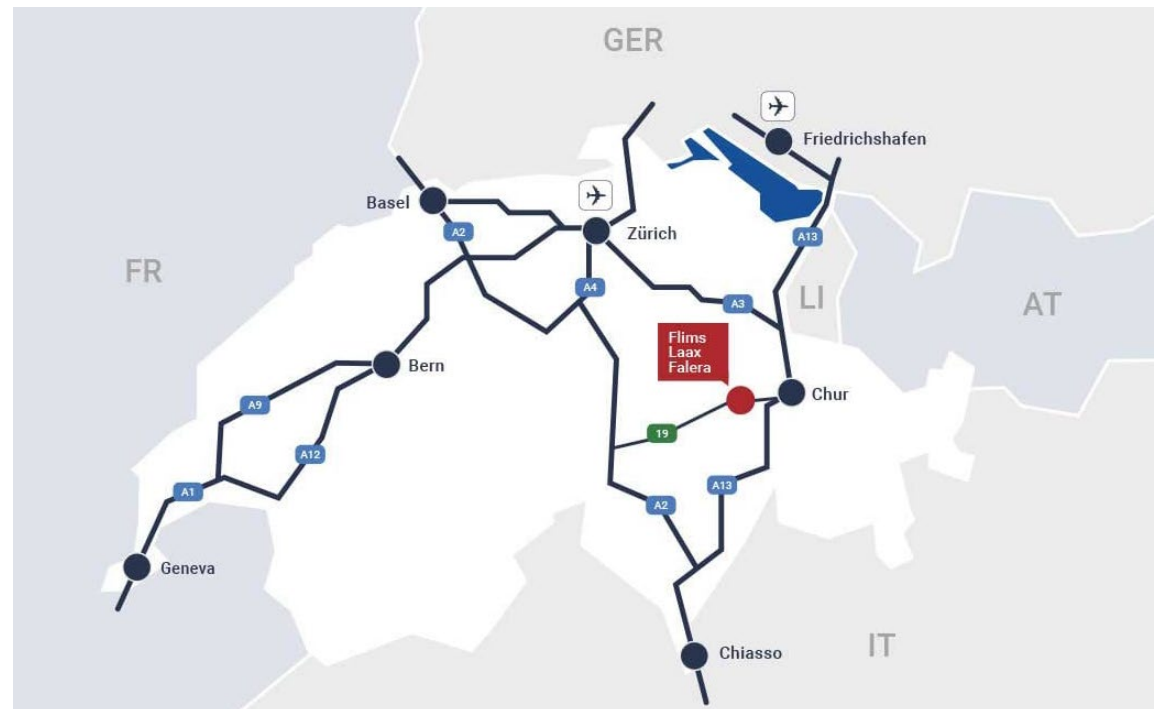 GER
Friedrichshafen
Basel
A2
Zürich
A13
FR
A4
A3
LI
AT
Flims
Laax
Falera
Bern
Chur
A9
19
A12
A13
A1
A2
Geneva
Chiasso
IT